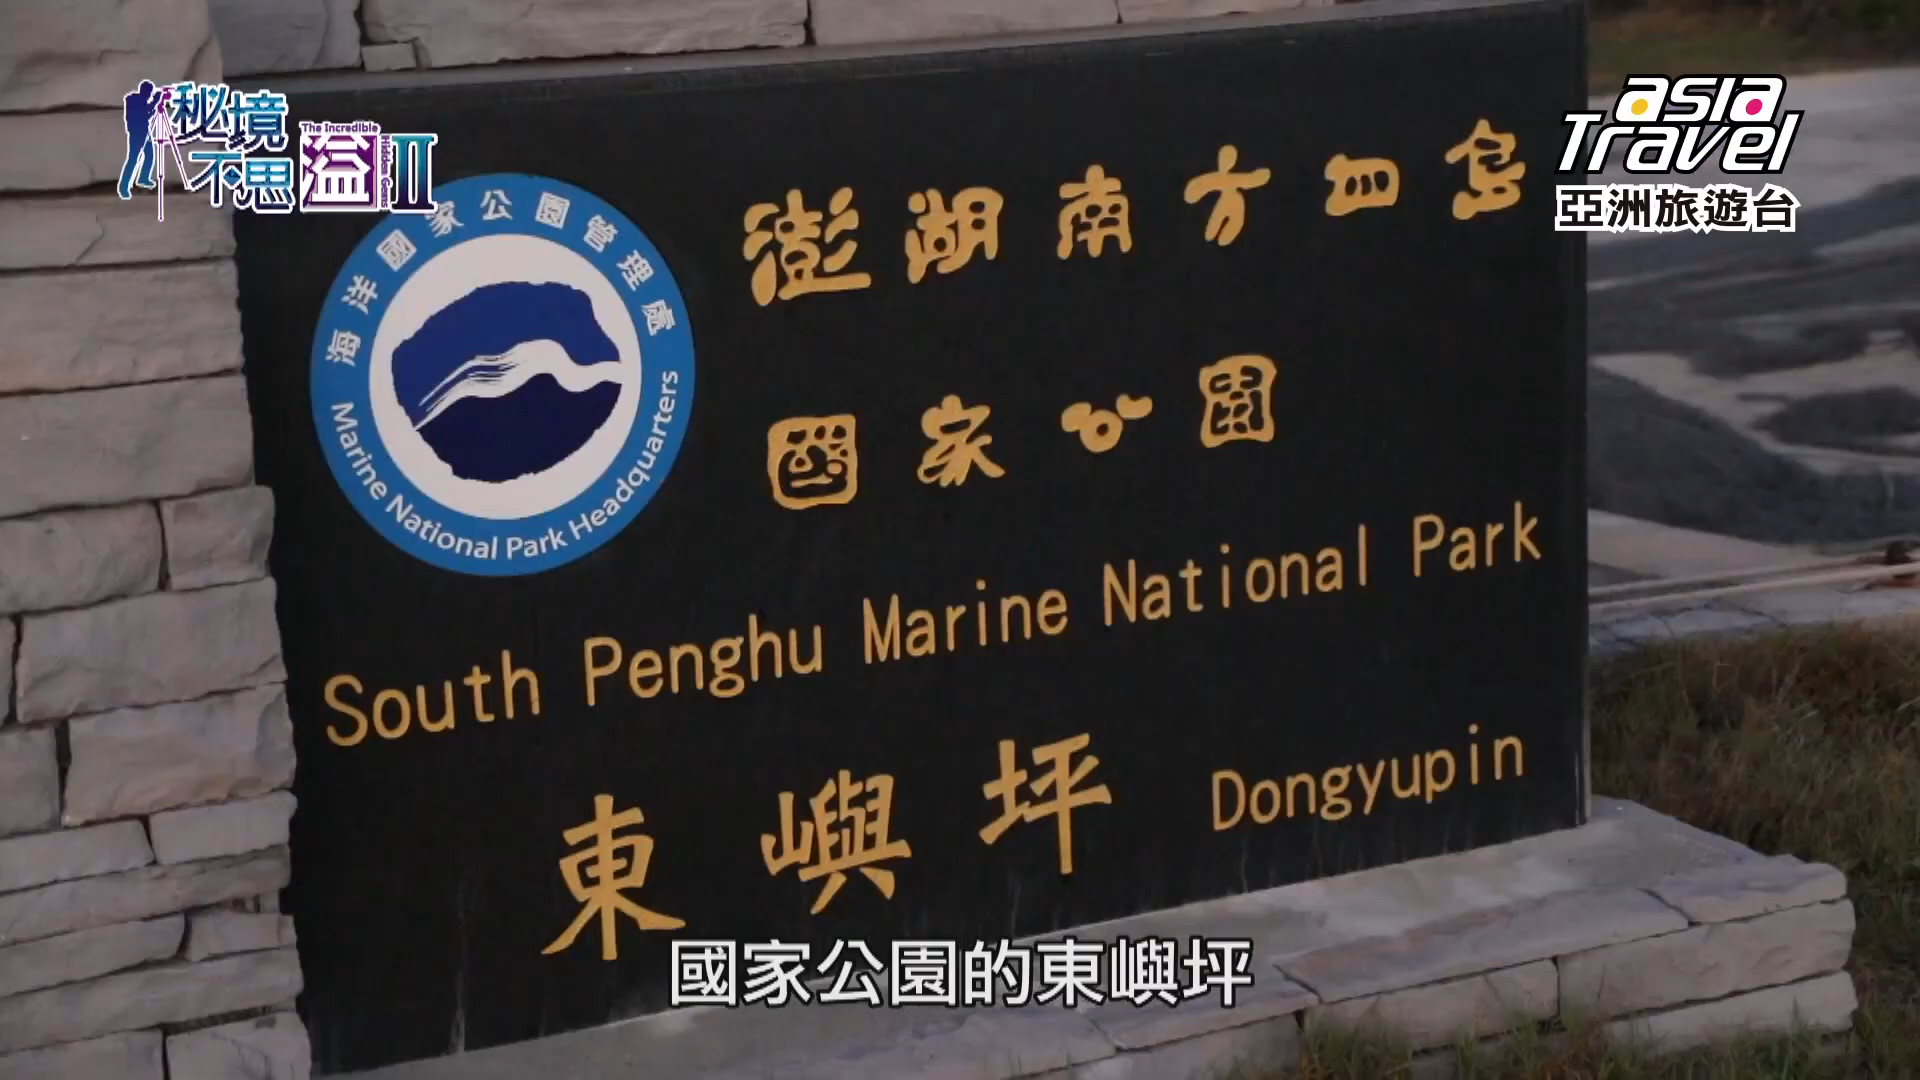 秘境
不思溢II
The Incredible
Hidden Game
asia
Travel
亞洲旅遊台
海洋國家公園管理處
Marine National Park Headquarters
澎湖南方四島
國家公園
South Penghu Marine National Park
東嶼坪 Dongyupin
國家公園的東嶼坪